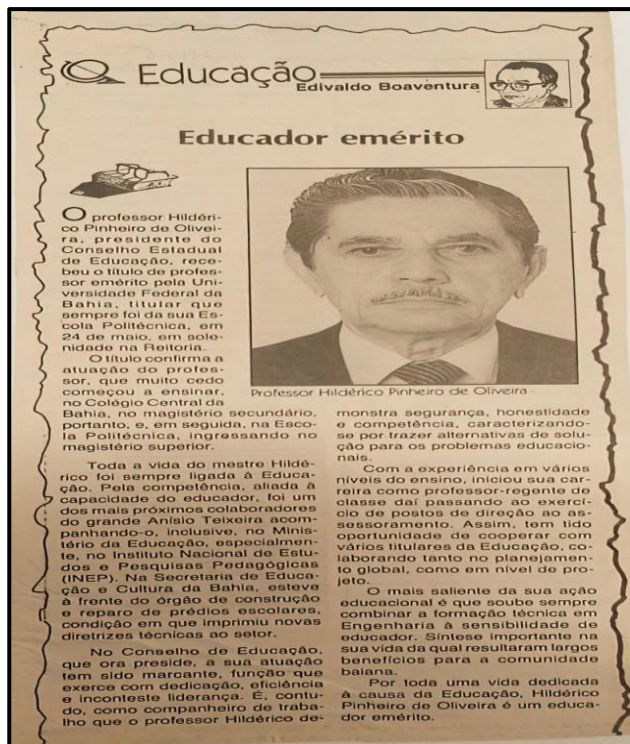 Educação
Edivaldo Boaventura
Educador emérito
O professor Hildéri-
co Pinheiro de Olivei-
ra, presidente do
Conselho Estadual
de Educação, rece-
beu o título de profes-
sor emérito pela Uni-
versidade Federal da
Bahia, titular que
sempre foi da sua Es-
cola Politécnica, em
24 de maio, em sole-
nidade na Reitoria.
O título confirma a
atuação do profes-
sor, que muito cedo
começou a ensinar,
no Colégio Central da
Bahia, no magistério secundário,
portanto, e, em seguida, na Esco-
la Politécnica, ingressando no
magistério superior.
Toda a vida do mestre Hildé-
rico foi sempre ligada à Educa-
ção. Pela competência, aliada à
capacidade do educador, foi um
dos mais próximos colaboradores
do grande Anísio Teixeira acom-
panhando-o, inclusive, no Minis-
tério da Educação, especialmen-
te, no Instituto Nacional de Estu-
dos e Pesquisas Pedagógicas
(INEP). Na Secretaria de Educa-
ção e Cultura da Bahia, esteve
à frente do órgão de construção
e reparo de prédios escolares,
condição em que imprimiu novas
diretrizes técnicas ao setor.
No Conselho de Educação,
que ora preside, a sua atuação
tem sido marcante, função que
exerce com dedicação, eficiência
e inconteste liderança. É, contu-
do, como companheiro de traba-
lho que o professor Hildérico de-
Professor Hildérico Pinheiro de Oliveira
monstra segurança, honestidade
e competência, caracterizando-
se por trazer alternativas de solu-
ção para os problemas educacio-
nais.
Com a experiência em vários
níveis do ensino, iniciou sua car-
reira como professor-regente de
classe daí passando ao exercí-
cio de postos de direção ao as-
sessoramento. Assim, tem tido
oportunidade de cooperar com
vários titulares da Educação, co-
laborando tanto no planejamen-
to global, como em nível de pro-
jeto.
O mais saliente da sua ação
educacional é que soube sempre
combinar a formação técnica em
Engenharia à sensibilidade de
educador. Síntese importante na
sua vida da qual resultaram largos
benefícios para a comunidade
baiana.
Por toda uma vida dedicada
à causa da Educação, Hildérico
Pinheiro de Oliveira é um educa-
dor emérito.